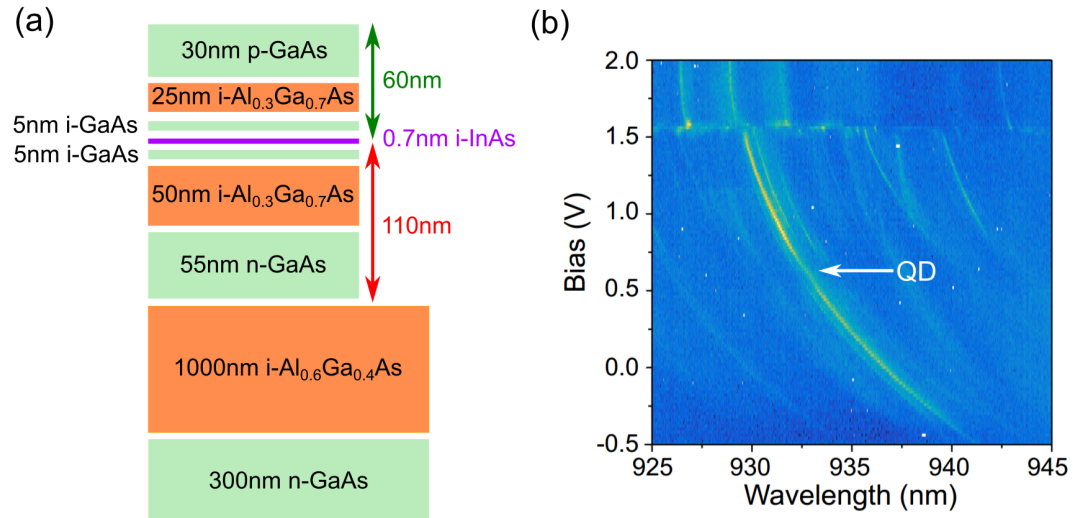 (a)
30nm p-GaAs
25nm i-Al0.3Ga0.7As
60nm
5nm i-GaAs
0.7nm i-InAs
5nm i-GaAs
50nm i-Al0.3Ga0.7As
110nm
55nm n-GaAs
1000nm i-Al0.6Ga0.4As
300nm n-GaAs
(b)
2.0
1.5
1.0
0.5
0.0
-0.5
Bias (V)
QD
925 930 935 940 945
Wavelength (nm)